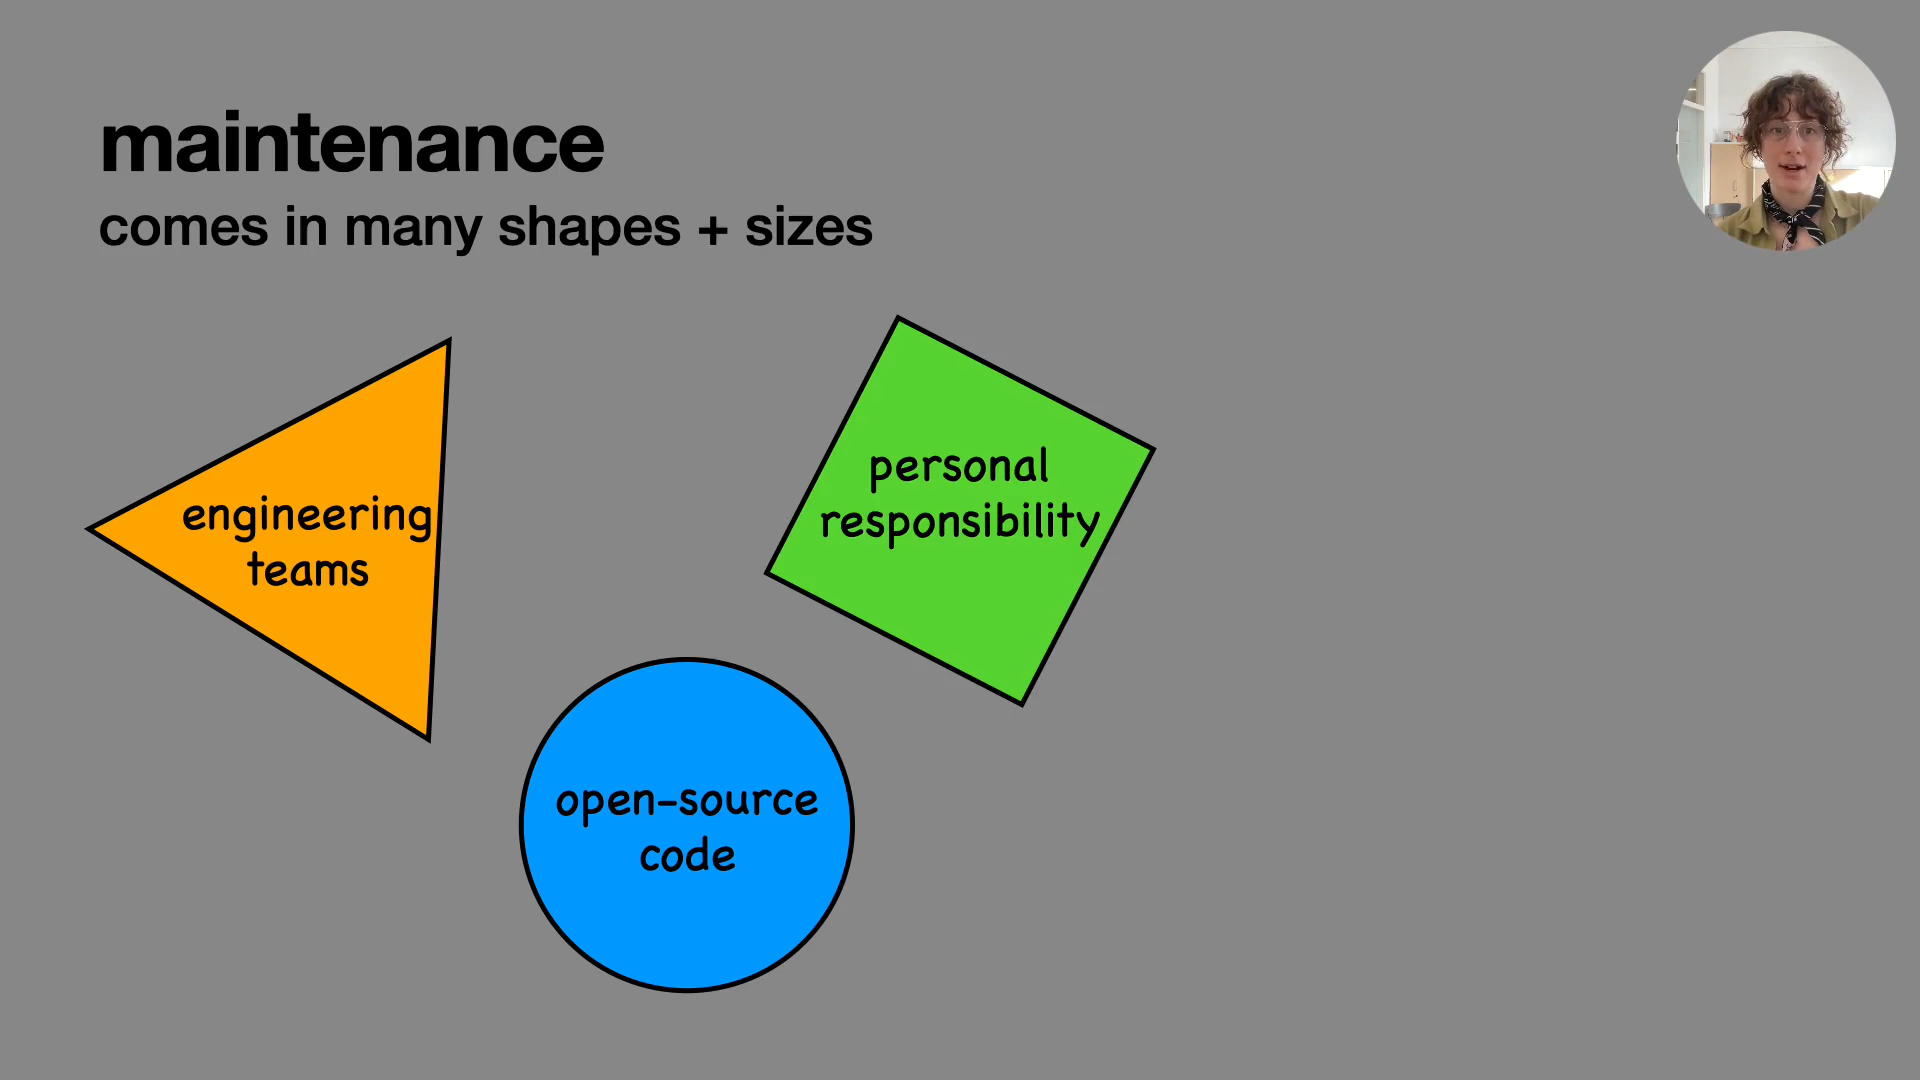 maintenance
comes in many shapes + sizes
engineering
teams
personal
responsibility
open-source
code